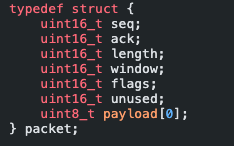 typedef struct {
    uint16_t seq;
    uint16_t ack;
    uint16_t length;
    uint16_t window;
    uint16_t flags;
    uint16_t unused;
    uint8_t payload[0];
} packet;